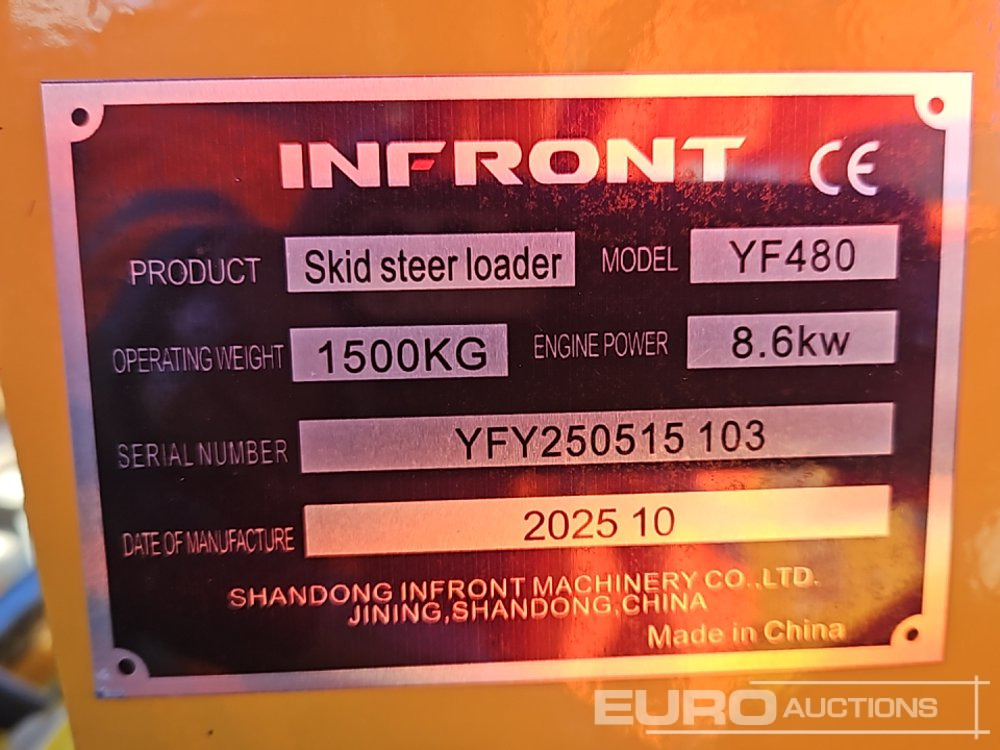 INFRONT CE
PRODUCT Skid steer loader MODEL YF480
OPERATING WEIGHT 1500KG ENGINE POWER 8.6kw
SERIAL NUMBER YFY250515 103
DATE OF MANUFACTURE 2025 10
SHANDONG INFRONT MACHINERY CO.,LTD.
JINING,SHANDONG,CHINA
Made in China
EURO AUCTIONS